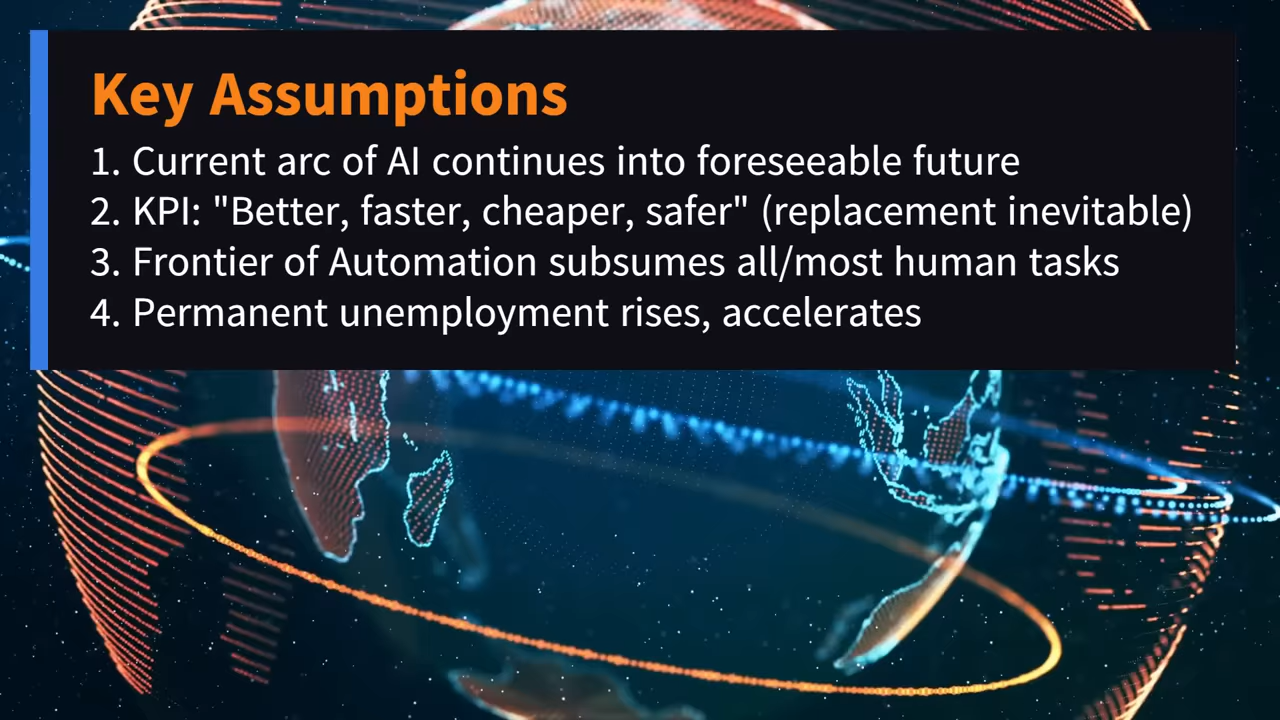 Key Assumptions
1. Current arc of AI continues into foreseeable future
2. KPI: "Better, faster, cheaper, safer" (replacement inevitable)
3. Frontier of Automation subsumes all/most human tasks
4. Permanent unemployment rises, accelerates